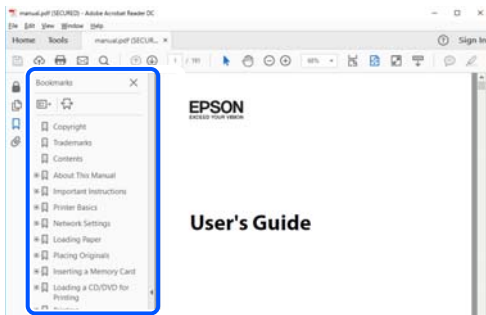 manual.pdf (SECURED) - Adobe Acrobat Reader DC
File Edit View Window Help
Home Tools manual.pdf (SECUR... × Sign In
1 / 191
Bookmarks
EPSON
EXCEED YOUR VISION
Copyright
Trademarks
Contents
About This Manual
Important Instructions
Printer Basics
Network Settings
User's Guide
Loading Paper
Placing Originals
Inserting a Memory Card
Loading a CD/DVD for
Printing